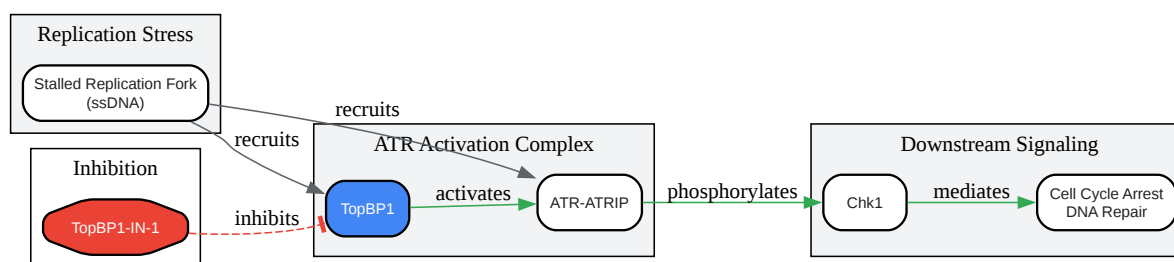 Replication Stress
Stalled Replication Fork
(ssDNA)
recruits
recruits
Inhibition
TopBP1-IN-1
inhibits
ATR Activation Complex
TopBP1
activates
ATR-ATRIP
phosphorylates
Downstream Signaling
Chk1
mediates
Cell Cycle Arrest
DNA Repair